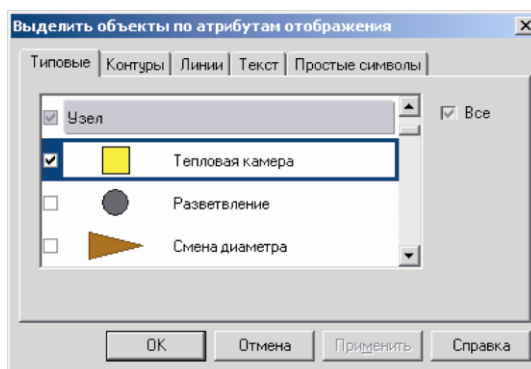 Выделить объекты по атрибутам отображения
Типовые Контуры Линии Текст Простые символы
Узел
Все
Тепловая камера
Разветвление
Смена диаметра
ОК Отмена Применить Справка